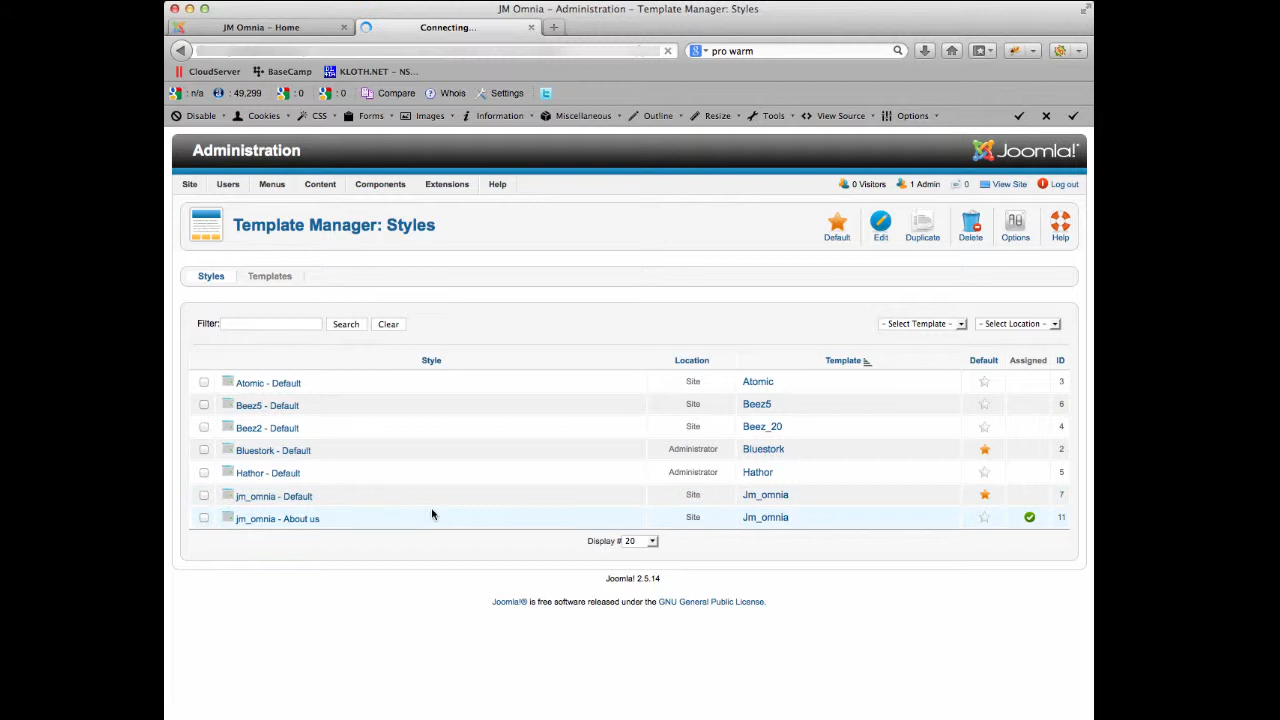 JM Omnia – Administration – Template Manager: Styles
JM Omnia – Home
Connecting...
pro warm
CloudServer BaseCamp KLOTH.NET – NS...
: n/a : 49,299 : 0 : 0 Compare Whois Settings
Disable Cookies CSS Forms Images Information Miscellaneous Outline Resize Tools View Source Options
Administration
Joomla!
Site Users Menus Content Components Extensions Help
0 Visitors 1 Admin 0 View Site Log out
Template Manager: Styles
Default Edit Duplicate Delete Options Help
Styles Templates
Filter: Search Clear - Select Template - - Select Location -
Style Location Template Default Assigned ID
Atomic - Default Site Atomic 3
Beez5 - Default Site Beez5 6
Beez2 - Default Site Beez_20 4
Bluestork - Default Administrator Bluestork 2
Hathor - Default Administrator Hathor 5
jm_omnia - Default Site Jm_omnia 7
jm_omnia - About us Site Jm_omnia 11
Display # 20
Joomla! 2.5.14
Joomla!® is free software released under the GNU General Public License.